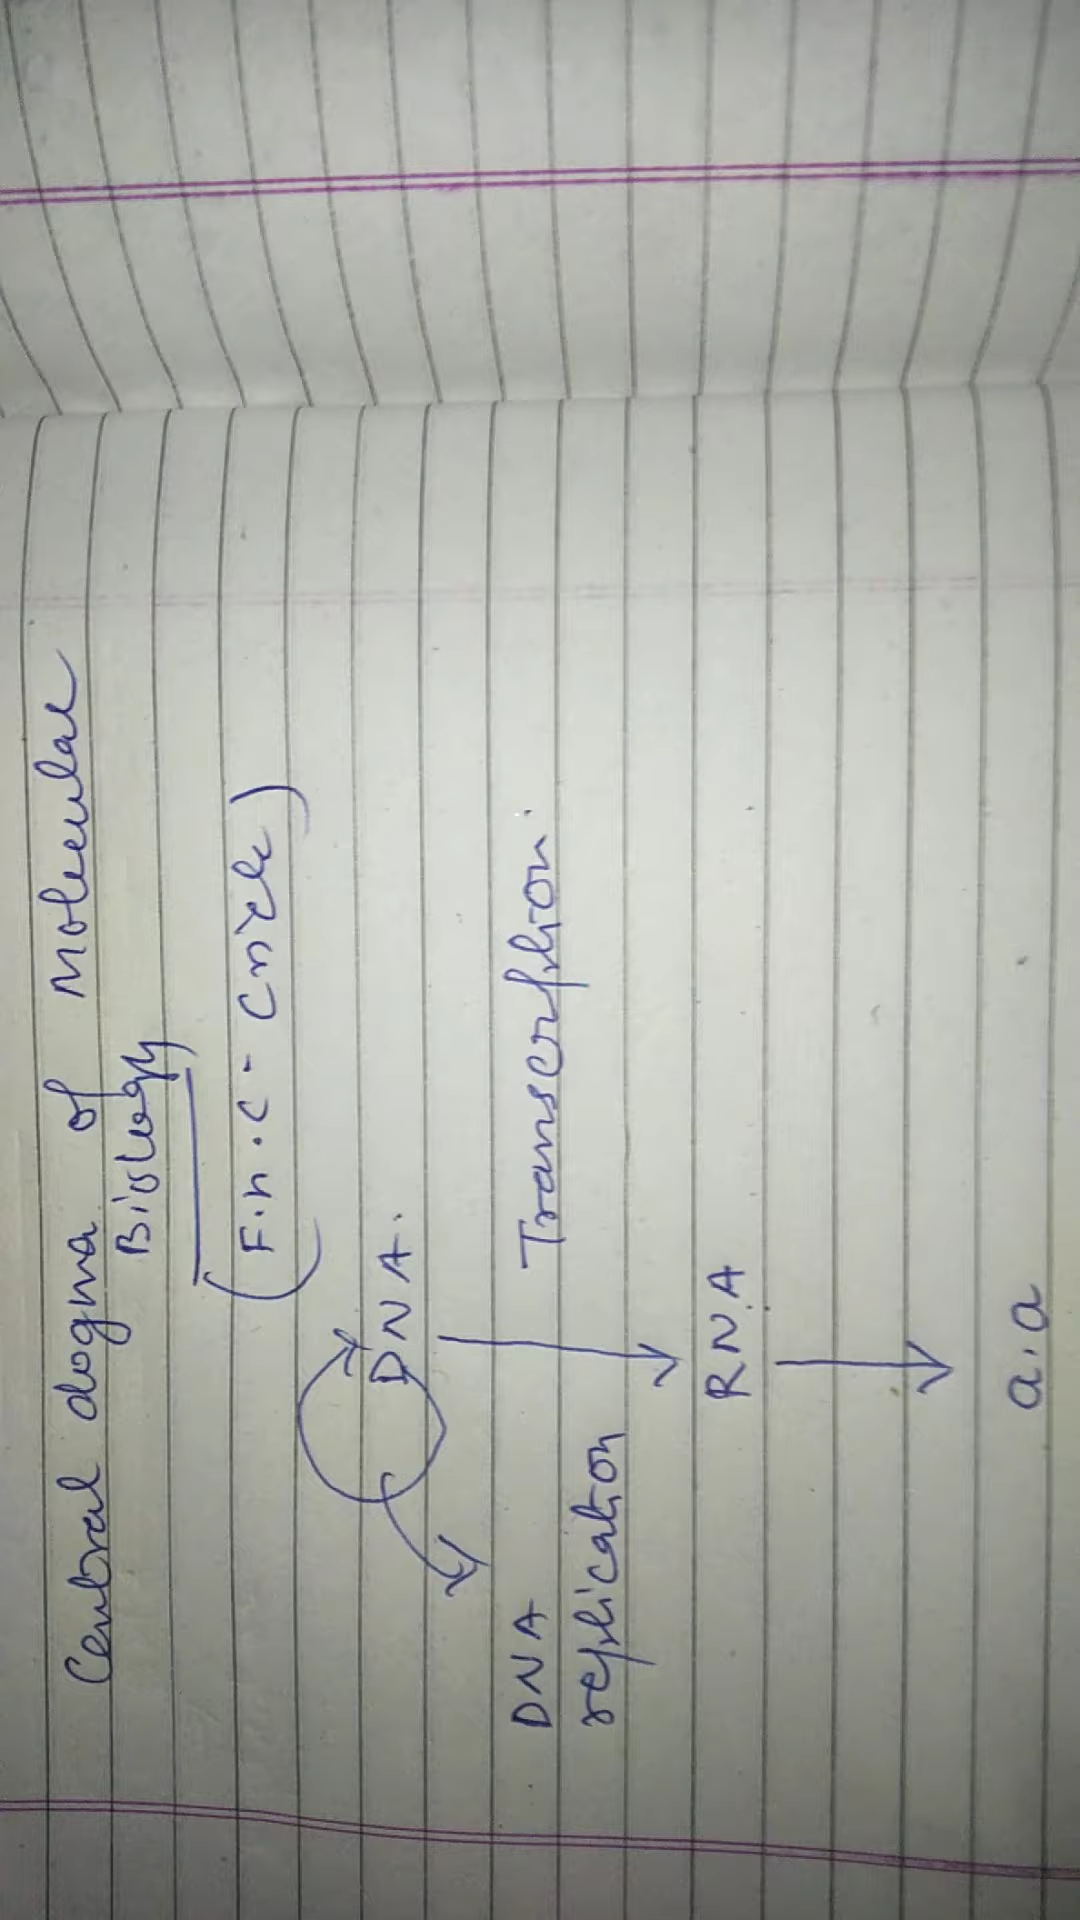 Central dogma of Molecular
Biology
(F.H.C - Crick)
DNA.
Transcription.
DNA
replication
RNA
a.a